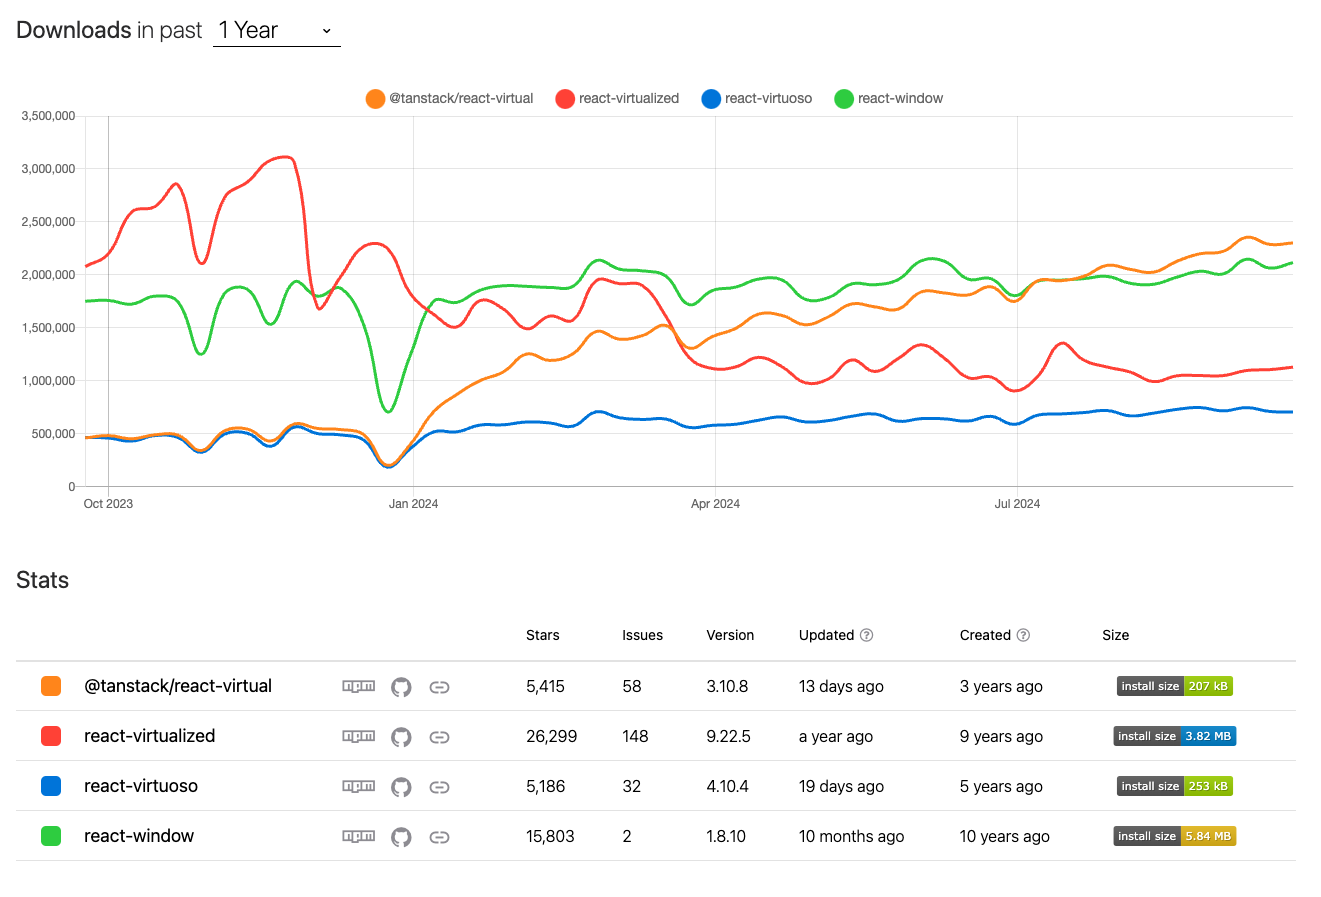 Downloads in past 1 Year
@tanstack/react-virtual react-virtualized react-virtuoso react-window
3,500,000
3,000,000
2,500,000
2,000,000
1,500,000
1,000,000
500,000
0
Oct 2023 Jan 2024 Apr 2024 Jul 2024
Stats
Stars Issues Version Updated ? Created ? Size
@tanstack/react-virtual npm 5,415 58 3.10.8 13 days ago 3 years ago install size 207 kB
react-virtualized npm 26,299 148 9.22.5 a year ago 9 years ago install size 3.82 MB
react-virtuoso npm 5,186 32 4.10.4 19 days ago 5 years ago install size 253 kB
react-window npm 15,803 2 1.8.10 10 months ago 10 years ago install size 5.84 MB